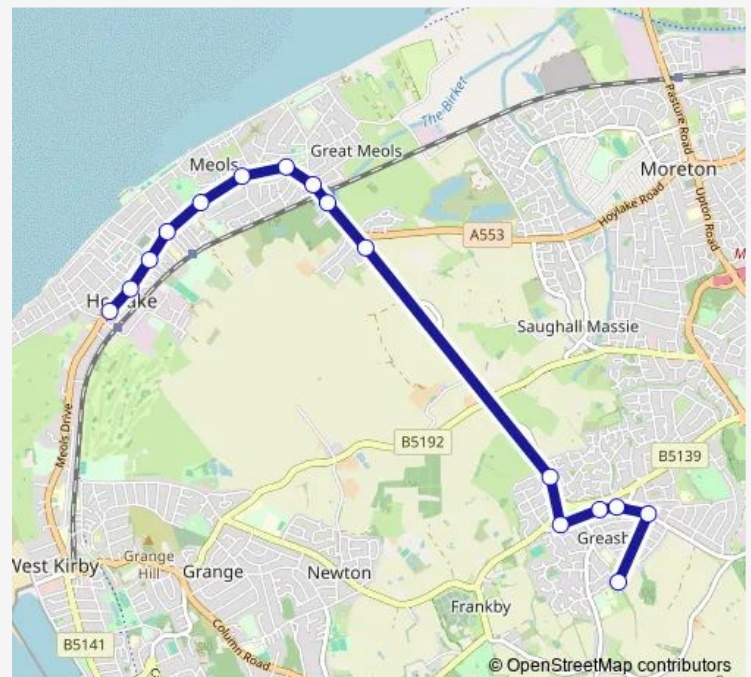 The Birket
Great Meols
Meols
Pasture Road
Moreton
Hoylake Road
Upton Road
A553
Saughall Massie
Meols Drive
B5192
B5139
West Kirby
Grange
Hill
Grange
Newton
Frankby
Column Road
B5141
© OpenStreetMap contributors